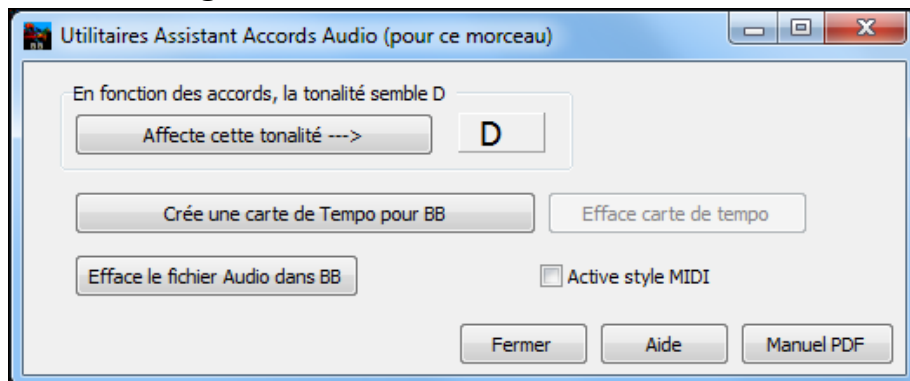 Utilitaires Assistant Accords Audio (pour ce morceau)
En fonction des accords, la tonalité semble D
Affecte cette tonalité ---> D
Crée une carte de Tempo pour BB Efface carte de tempo
Efface le fichier Audio dans BB Active style MIDI
Fermer Aide Manuel PDF